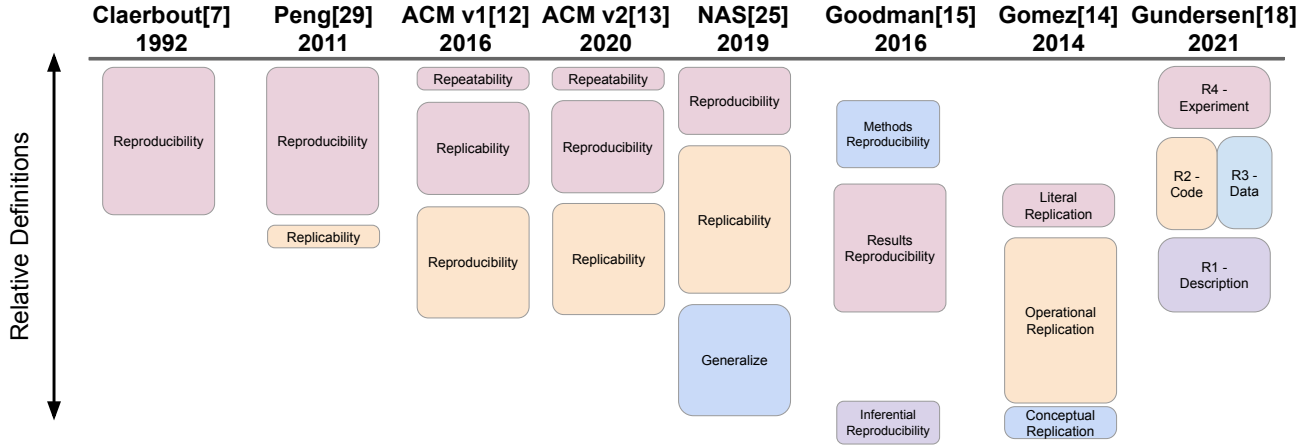 Claerbout[7]
1992
Peng[29]
2011
ACM v1[12]
2016
ACM v2[13]
2020
NAS[25]
2019
Goodman[15]
2016
Gomez[14]
2014
Gundersen[18]
2021
Relative Definitions
Reproducibility
Reproducibility
Replicability
Repeatability
Replicability
Reproducibility
Repeatability
Reproducibility
Replicability
Reproducibility
Replicability
Generalize
Methods
Reproducibility
Results
Reproducibility
Inferential
Reproducibility
Literal
Replication
Operational
Replication
Conceptual
Replication
R4 -
Experiment
R2 -
Code
R3 -
Data
R1 -
Description